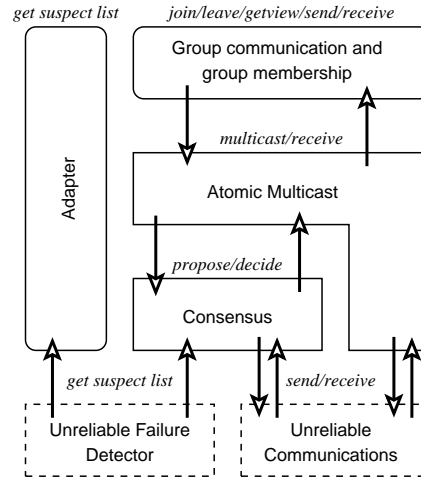 get suspect list
join/leave/getview/send/receive
Group communication and
group membership
multicast/receive
Adapter
Atomic Multicast
propose/decide
Consensus
get suspect list
send/receive
Unreliable Failure
Detector
Unreliable
Communications